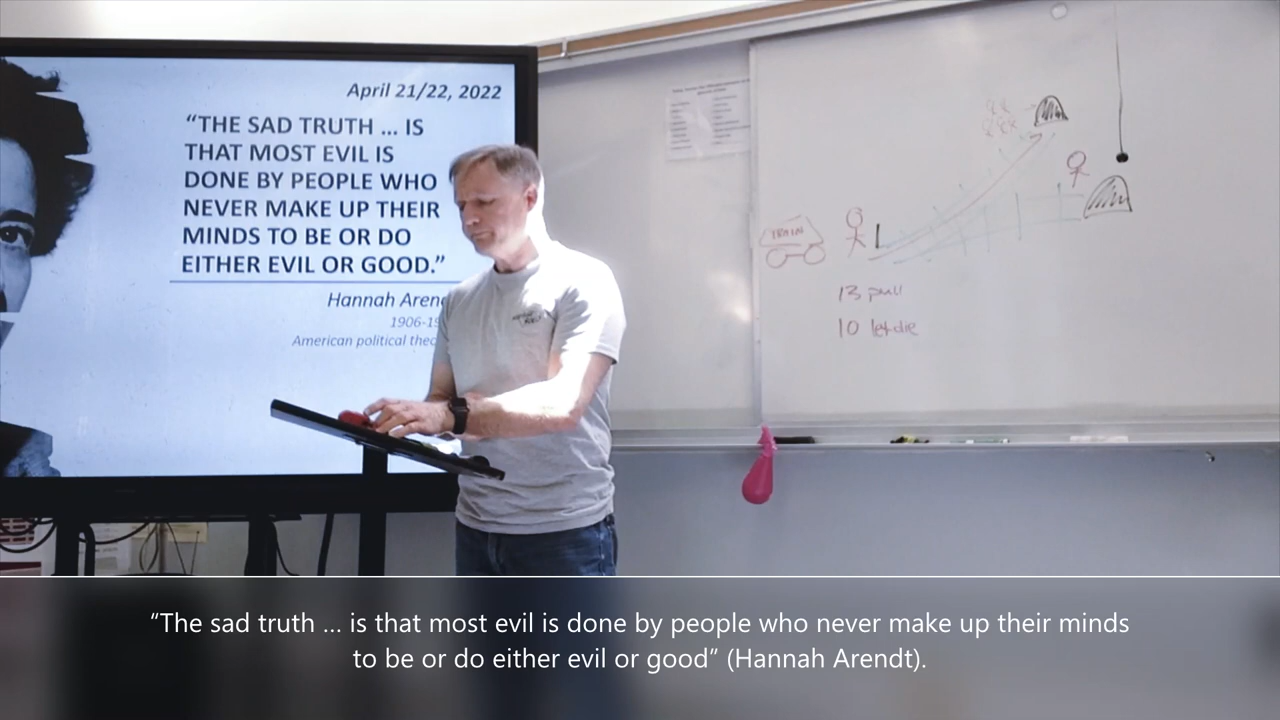 April 21/22, 2022
“THE SAD TRUTH ... IS
THAT MOST EVIL IS
DONE BY PEOPLE WHO
NEVER MAKE UP THEIR
MINDS TO BE OR DO
EITHER EVIL OR GOOD.”
Hannah Aren
1906-19
American political theo
TRAIN
13 pull
10 let die
“The sad truth ... is that most evil is done by people who never make up their minds
to be or do either evil or good” (Hannah Arendt).